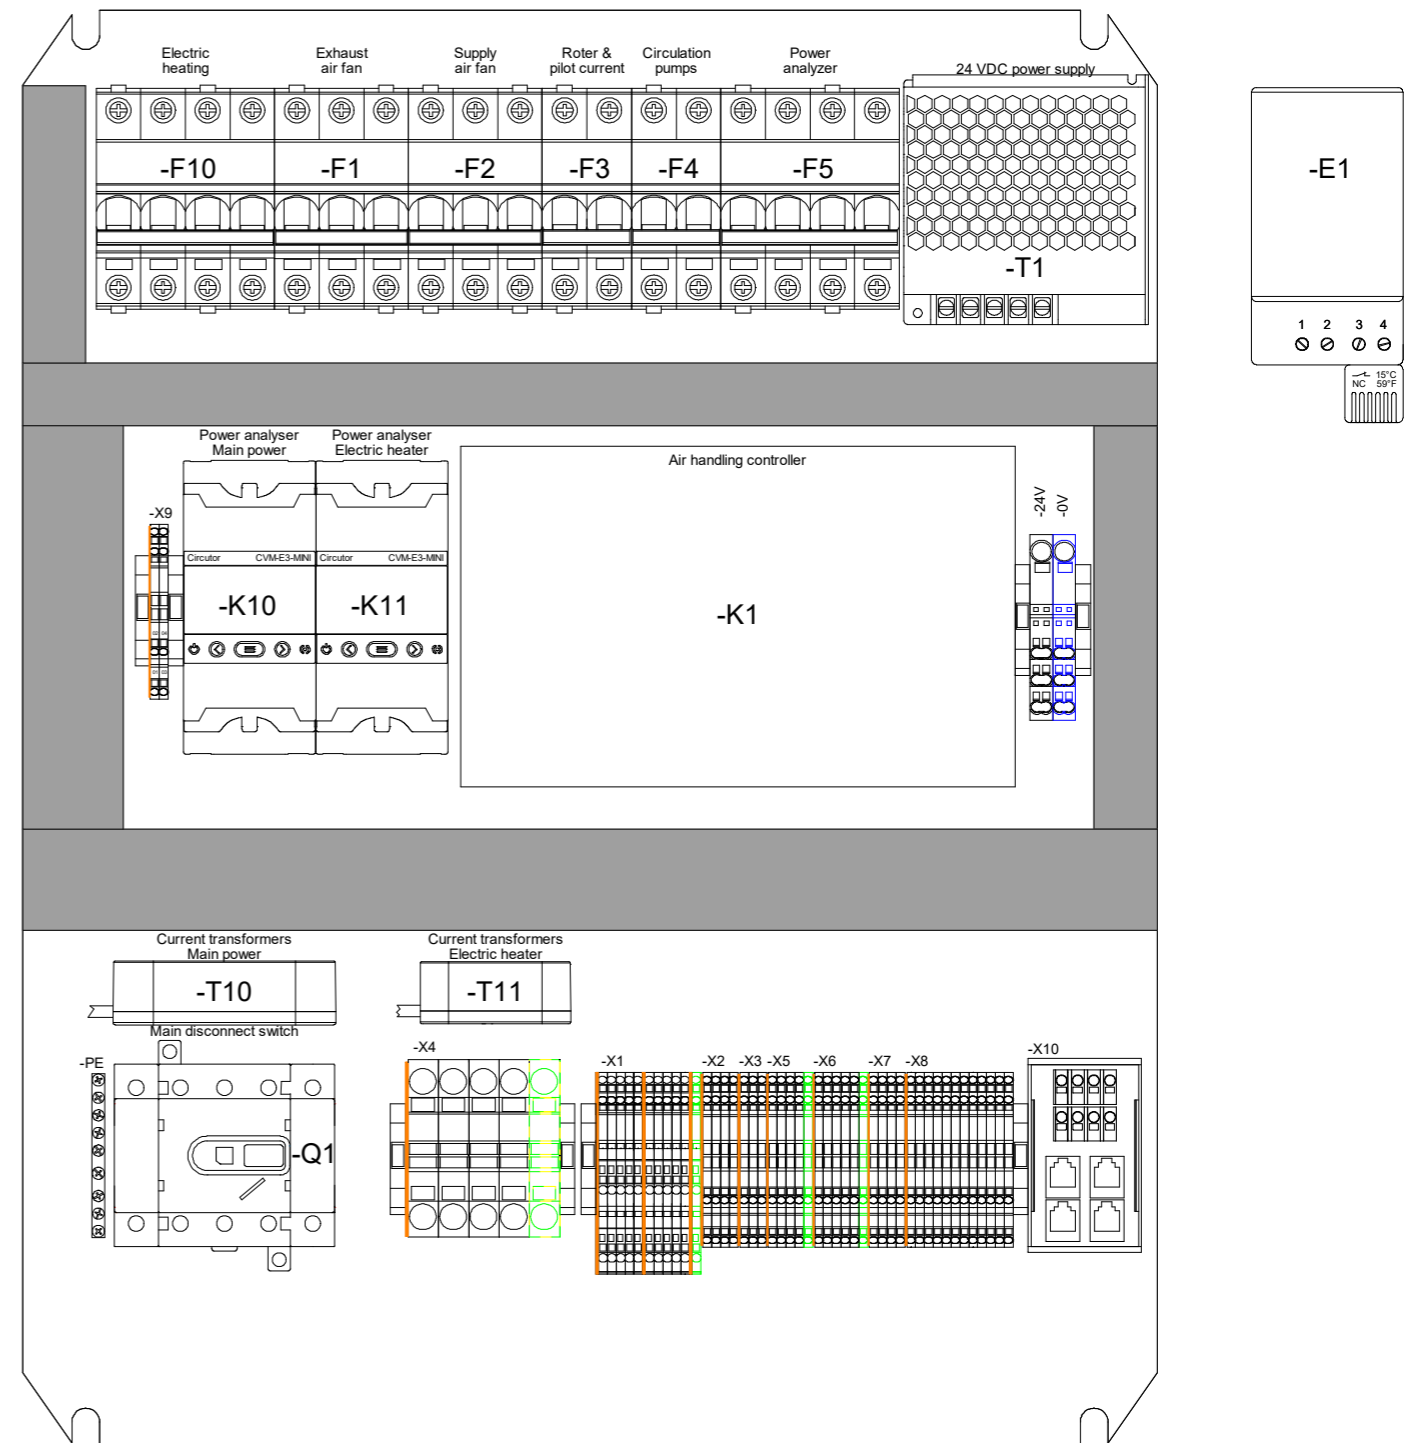 Electric
heating
Exhaust
air fan
Supply
air fan
Roter &
pilot current
Circulation
pumps
Power
analyzer
24 VDC power supply
-F10
-F1
-F2
-F3
-F4
-F5
-T1
-E1
1 2 3 4
NC
15°C
59°F
Power analyser
Main power
Power analyser
Electric heater
Air handling controller
-X9
Circutor CVM-E3-MINI
Circutor CVM-E3-MINI
-K10
-K11
-K1
-24V
-0V
Current transformers
Main power
-T10
Current transformers
Electric heater
-T11
Main disconnect switch
-PE
-Q1
-X4
-X1
-X2
-X3
-X5
-X6
-X7
-X8
-X10